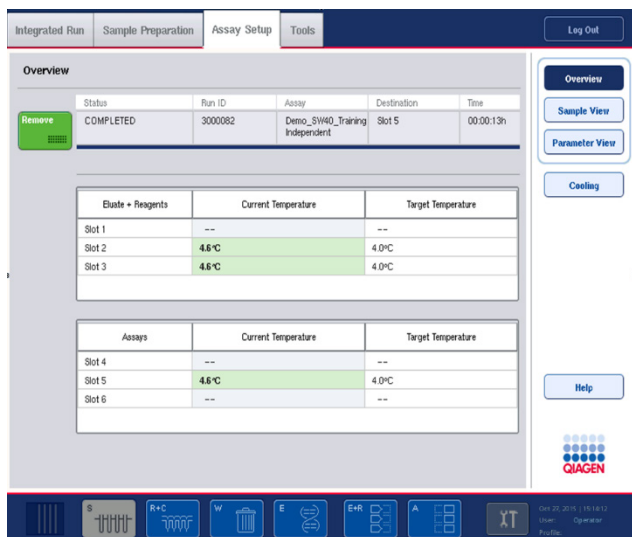 Integrated Run Sample Preparation Assay Setup Tools Log Out
Overview
Overview
Sample View
Parameter View
Cooling
Help
Status Run ID Assay Destination Time
Remove COMPLETED 3000082 Demo_SW40_Training Slot 5 00:00:13h
Independent
Eluate + Reagents Current Temperature Target Temperature
Slot 1 -- --
Slot 2 4.6°C 4.0°C
Slot 3 4.6°C 4.0°C
Assays Current Temperature Target Temperature
Slot 4 -- --
Slot 5 4.6°C 4.0°C
Slot 6 -- --
QIAGEN
S R+C W E E+R A
2015 | 15:14:12
User: Operator
Profile: